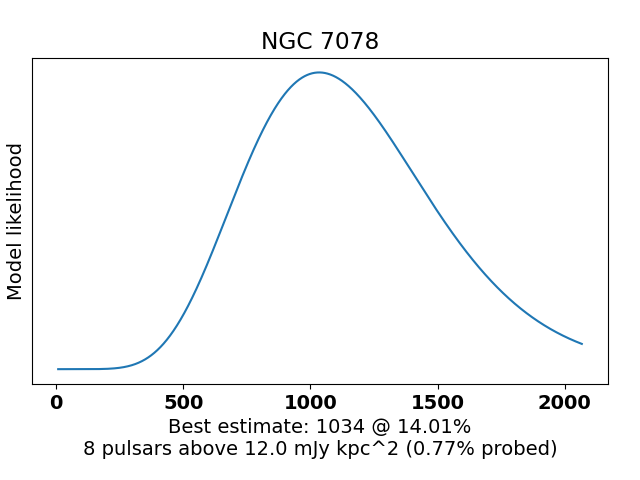 NGC 7078
Model likelihood
0 500 1000 1500 2000
Best estimate: 1034 @ 14.01%
8 pulsars above 12.0 mJy kpc^2 (0.77% probed)